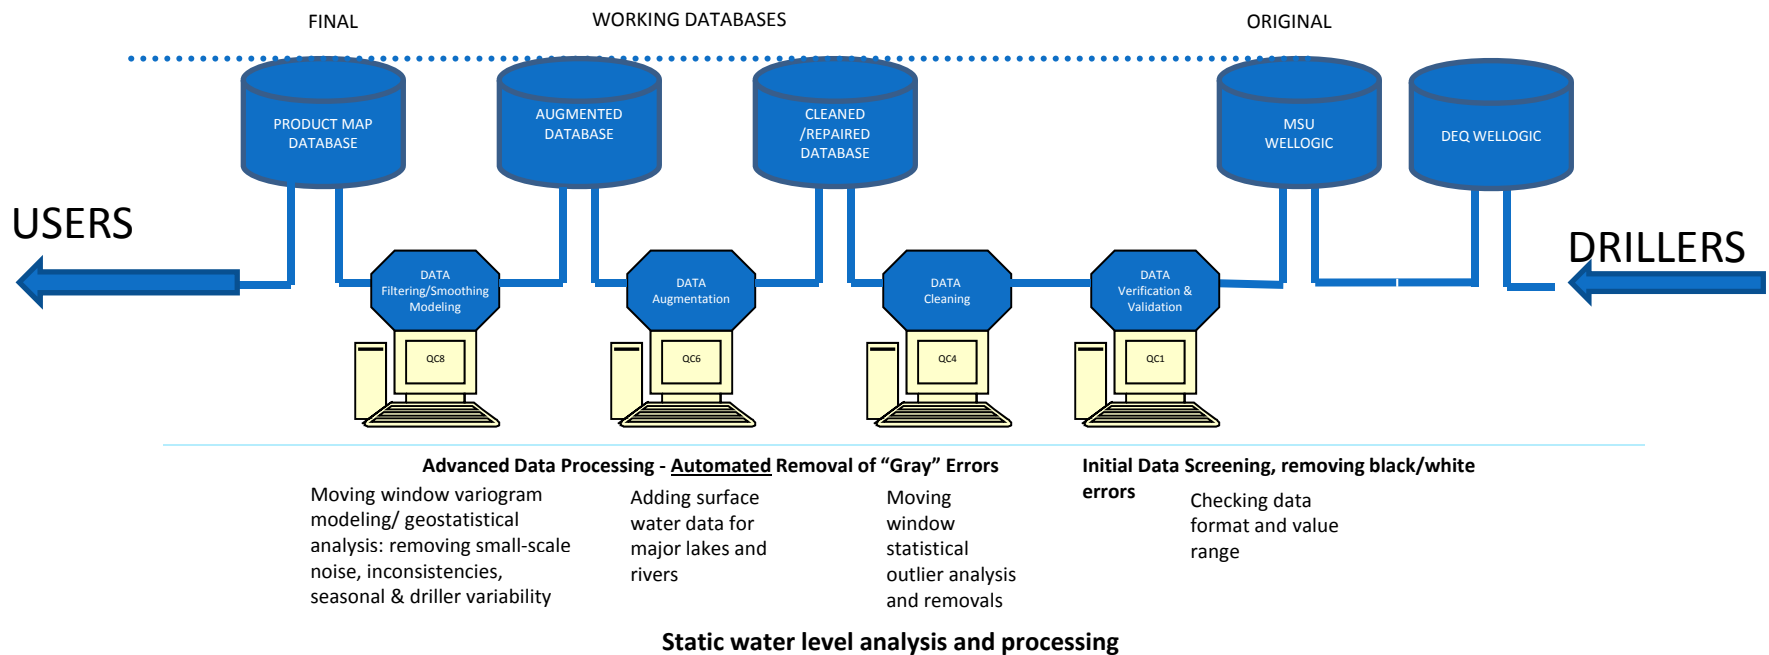 FINAL
WORKING DATABASES
ORIGINAL
PRODUCT MAP
DATABASE
AUGMENTED
DATABASE
CLEANED
/REPAIRED
DATABASE
MSU
WELLOGIC
DEQ WELLOGIC
USERS
DRILLERS
DATA
Filtering/Smoothing
Modeling
DATA
Augmentation
DATA
Cleaning
DATA
Verification &
Validation
QC8
QC6
QC4
QC1
Advanced Data Processing - Automated Removal of “Gray” Errors
Initial Data Screening, removing black/white
errors
Moving window variogram
modeling/ geostatistical
analysis: removing small-scale
noise, inconsistencies,
seasonal & driller variability
Adding surface
water data for
major lakes and
rivers
Moving
window
statistical
outlier analysis
and removals
Checking data
format and value
range
Static water level analysis and processing